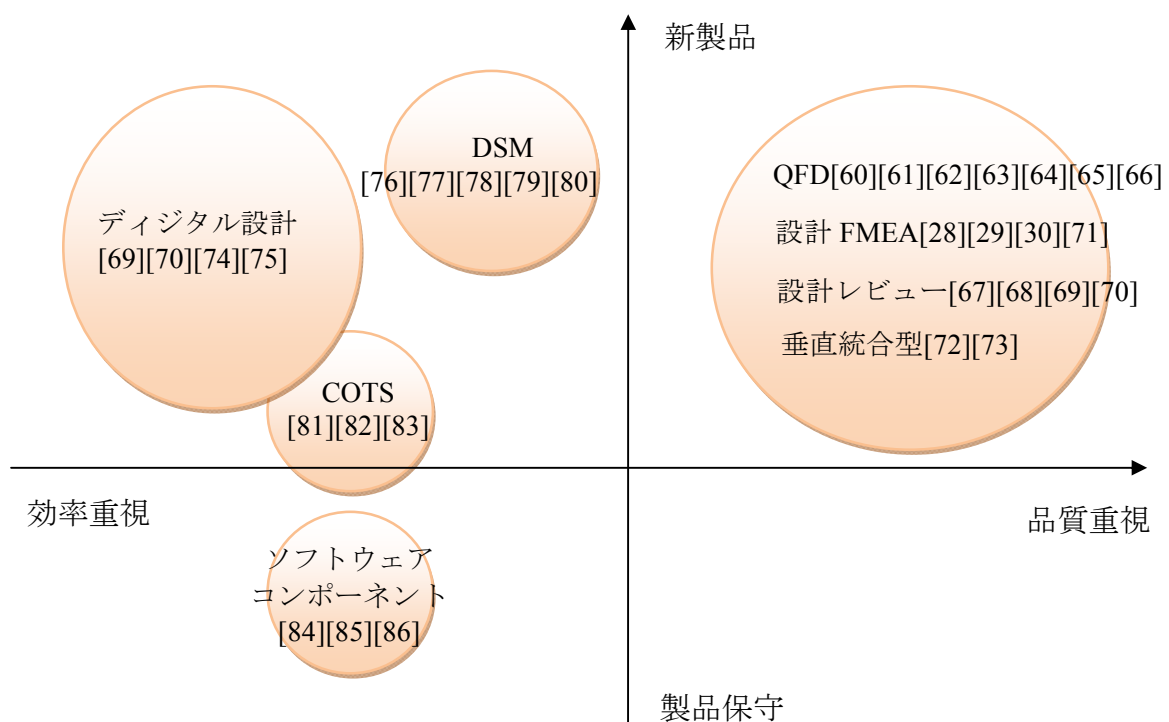 新製品
DSM
[76][77][78][79][80]
QFD[60][61][62][63][64][65][66]
ディジタル設計
[69][70][74][75]
設計 FMEA[28][29][30][71]
設計レビュー[67][68][69][70]
垂直統合型[72][73]
COTS
[81][82][83]
効率重視
品質重視
ソフトウェア
コンポーネント
[84][85][86]
製品保守